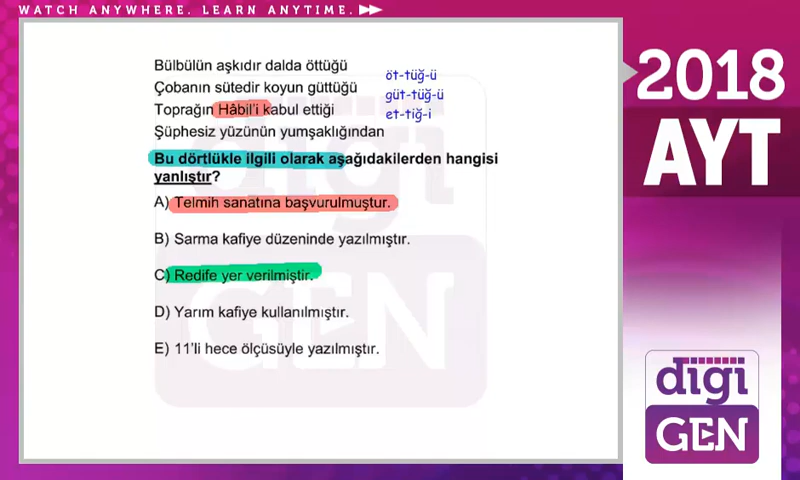 WATCH ANYWHERE. LEARN ANYTIME.
Bülbülün aşkıdır dalda öttüğü
öt-tüğ-ü
Çobanın sütedir koyun güttüğü
güt-tüğ-ü
Toprağın Hâbil'i kabul ettiği
et-tiğ-i
Şüphesiz yüzünün yumşaklığından
Bu dörtlükle ilgili olarak aşağıdakilerden hangisi
yanlıştır?
A) Telmih sanatına başvurulmuştur.
B) Sarma kafiye düzeninde yazılmıştır.
C) Redife yer verilmiştir.
D) Yarım kafiye kullanılmıştır.
E) 11'li hece ölçüsüyle yazılmıştır.
2018
AYT
digi
GEN
digi
GEN